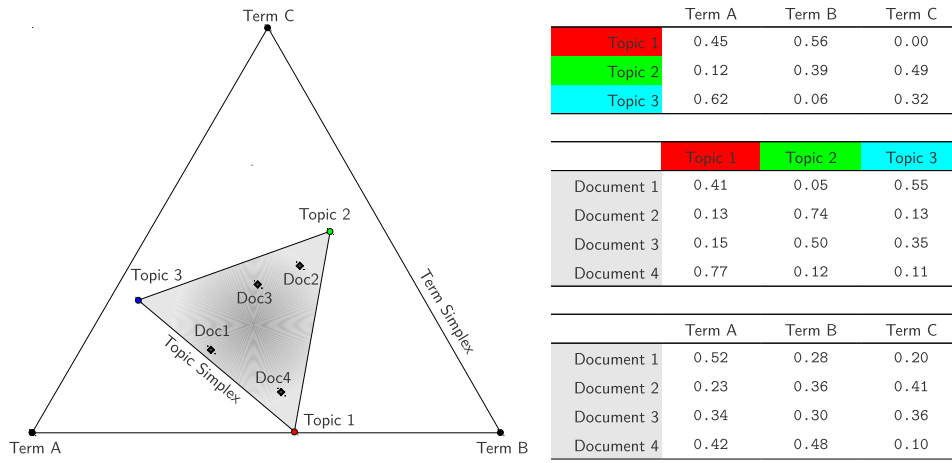 Term C
Topic 2
Topic 3
Doc2
Doc3
Term Simplex
Doc1
Topic Simplex
Doc4
Topic 1
Term A
Term B
Term A Term B Term C
Topic 1 0.45 0.56 0.00
Topic 2 0.12 0.39 0.49
Topic 3 0.62 0.06 0.32
Topic 1 Topic 2 Topic 3
Document 1 0.41 0.05 0.55
Document 2 0.13 0.74 0.13
Document 3 0.15 0.50 0.35
Document 4 0.77 0.12 0.11
Term A Term B Term C
Document 1 0.52 0.28 0.20
Document 2 0.23 0.36 0.41
Document 3 0.34 0.30 0.36
Document 4 0.42 0.48 0.10